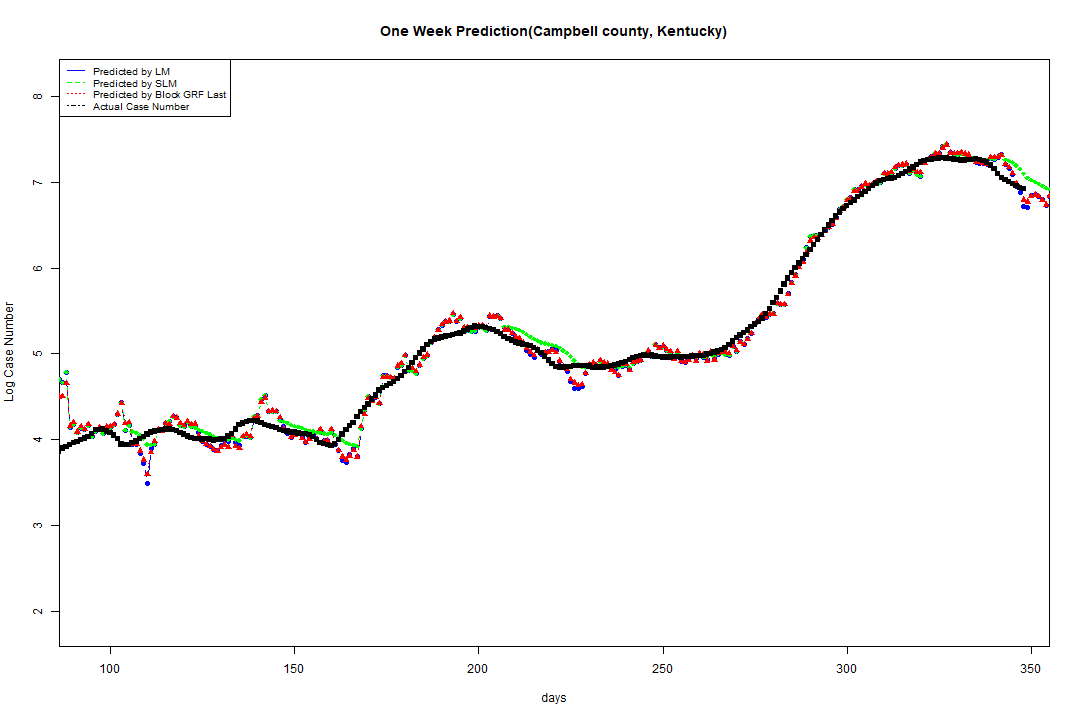 One Week Prediction(Campbell county, Kentucky)
Predicted by LM
Predicted by SLM
Predicted by Block GRF Last
Actual Case Number
8
7
6
5
4
3
2
Log Case Number
100 150 200 250 300 350
days